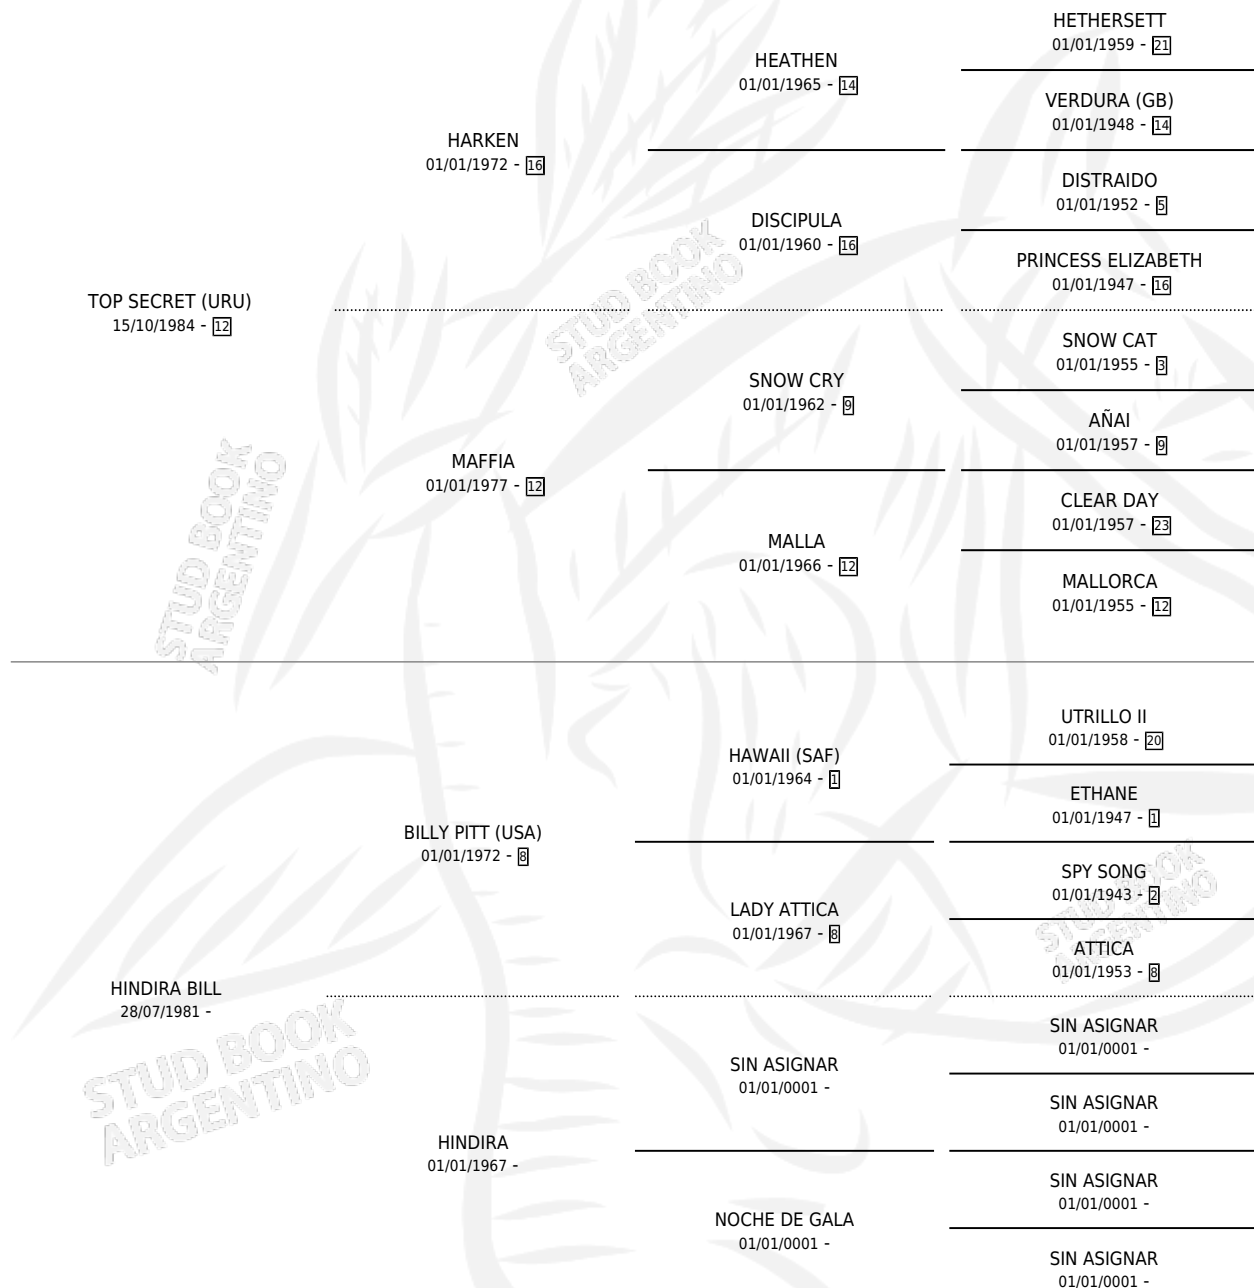 HETHERSETT
01/01/1959 - 21
HEATHEN
01/01/1965 - 14
VERDURA (GB)
01/01/1948 - 14
HARKEN
01/01/1972 - 16
DISTRAIDO
01/01/1952 - 5
DISCIPULA
01/01/1960 - 16
PRINCESS ELIZABETH
01/01/1947 - 16
TOP SECRET (URU)
15/10/1984 - 12
STUD BOOK
ARGENTINO
SNOW CAT
01/01/1955 - 3
SNOW CRY
01/01/1962 - 9
AÑAI
01/01/1957 - 9
MAFFIA
01/01/1977 - 12
CLEAR DAY
01/01/1957 - 23
MALLA
01/01/1966 - 12
MALLORCA
01/01/1955 - 12
STUD BOOK
ARGENTINO
UTRILLO II
01/01/1958 - 20
HAWAII (SAF)
01/01/1964 - 1
ETHANE
01/01/1947 - 1
BILLY PITT (USA)
01/01/1972 - 8
SPY SONG
01/01/1943 - 2
LADY ATTICA
01/01/1967 - 8
STUD BOOK
ARGENTINO
ATTICA
01/01/1953 - 8
HINDIRA BILL
28/07/1981 -
STUD BOOK
ARGENTINO
SIN ASIGNAR
01/01/0001 -
SIN ASIGNAR
01/01/0001 -
SIN ASIGNAR
01/01/0001 -
HINDIRA
01/01/1967 -
SIN ASIGNAR
01/01/0001 -
NOCHE DE GALA
01/01/0001 -
SIN ASIGNAR
01/01/0001 -